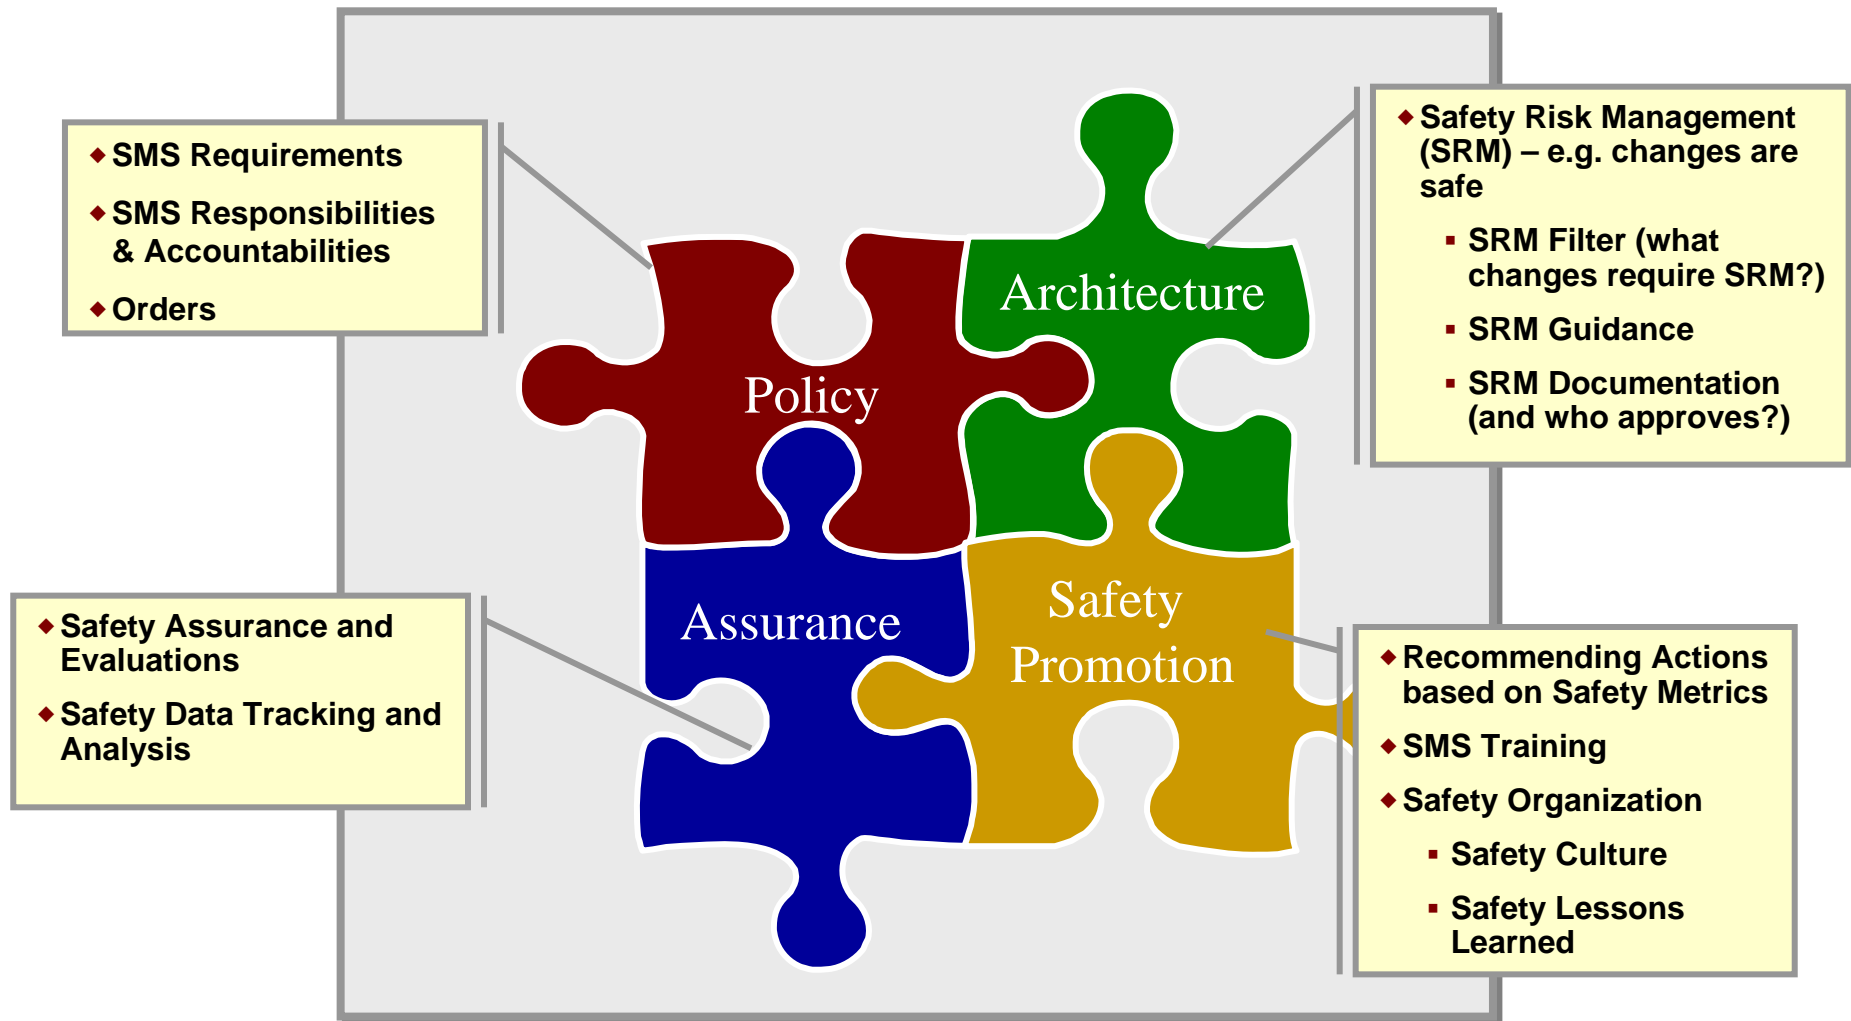 SMS Requirements
SMS Responsibilities
& Accountabilities
Orders
Safety Risk Management
(SRM) – e.g. changes are
safe
SRM Filter (what
changes require SRM?)
SRM Guidance
SRM Documentation
(and who approves?)
Architecture
Policy
Assurance
Safety
Promotion
Safety Assurance and
Evaluations
Safety Data Tracking and
Analysis
Recommending Actions
based on Safety Metrics
SMS Training
Safety Organization
Safety Culture
Safety Lessons
Learned